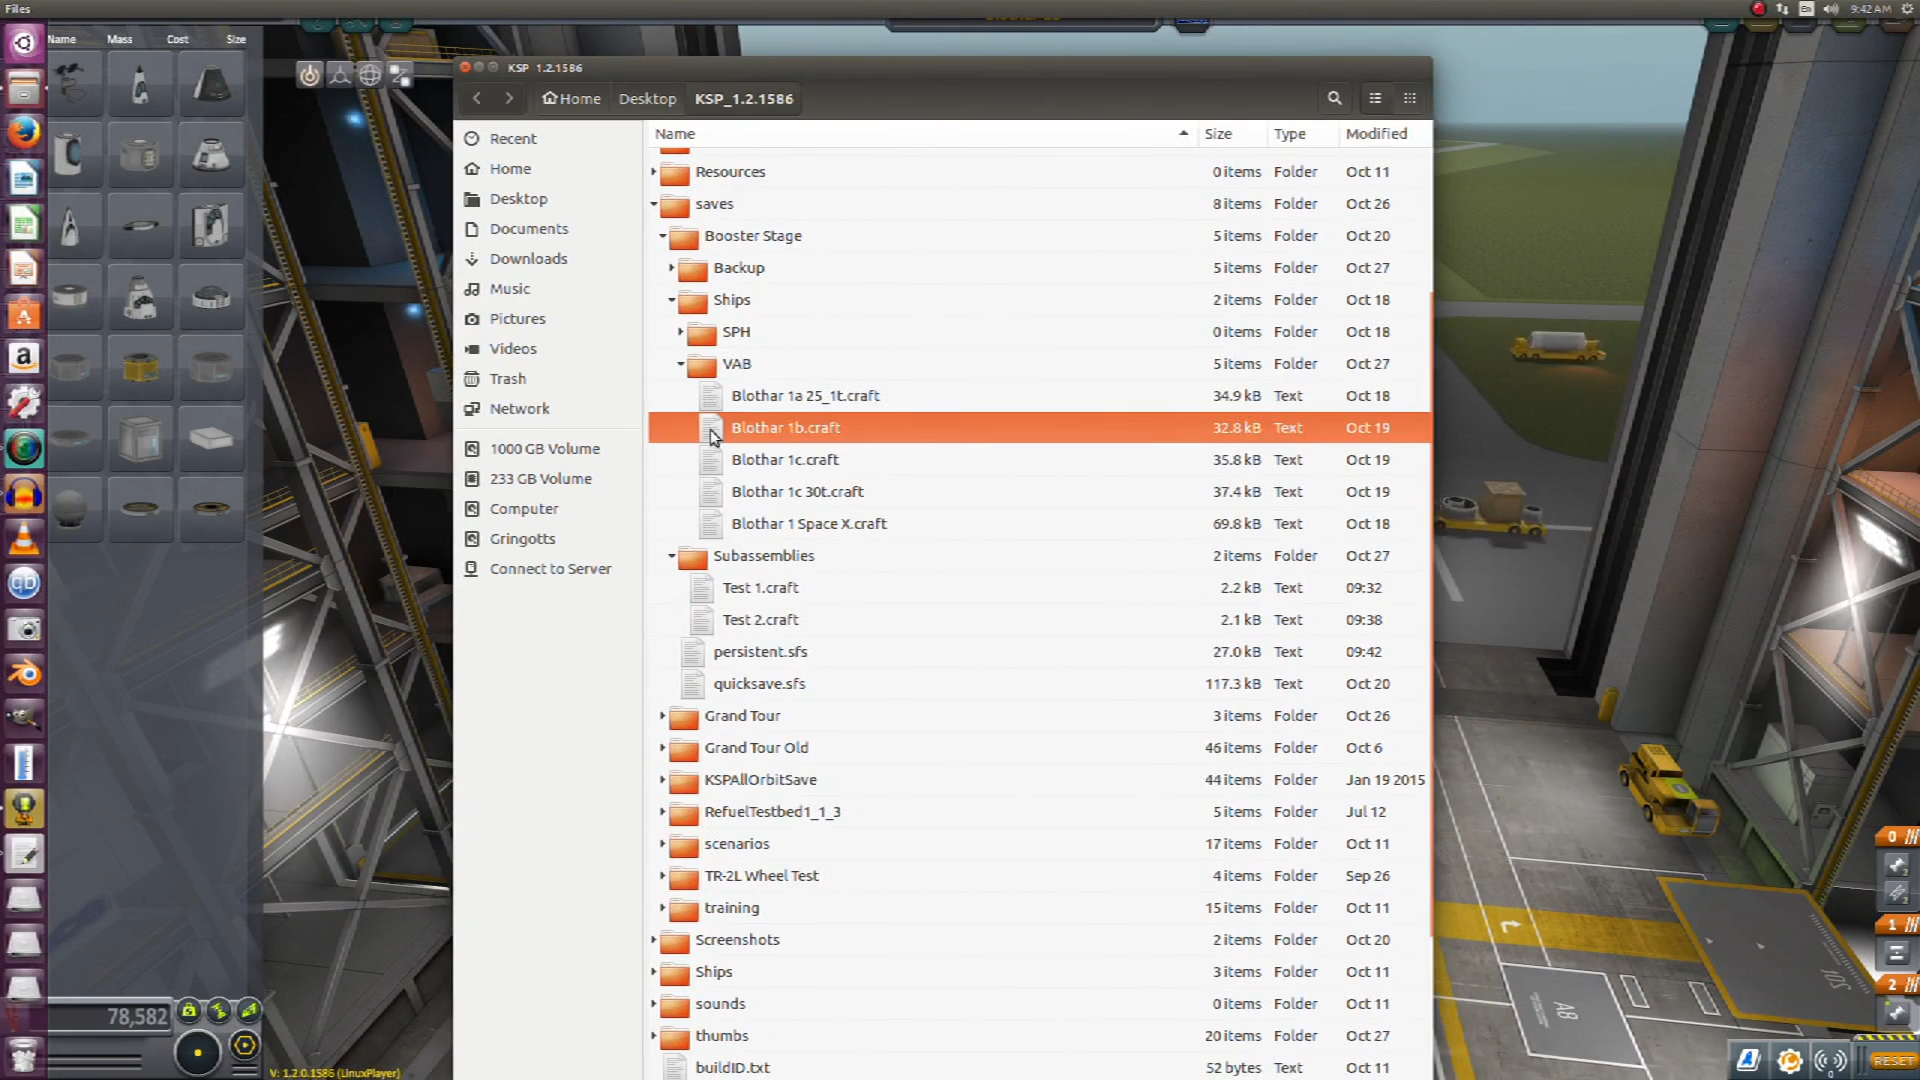 Files
9:42 AM
Name Mass Cost Size
KSP_1.2.1586
Home Desktop KSP_1.2.1586
Recent
Home
Desktop
Documents
Downloads
Music
Pictures
Videos
Trash
Network
1000 GB Volume
233 GB Volume
Computer
Gringotts
Connect to Server
Name Size Type Modified
Resources 0 items Folder Oct 11
saves 8 items Folder Oct 26
Booster Stage 5 items Folder Oct 20
Backup 5 items Folder Oct 27
Ships 2 items Folder Oct 18
SPH 0 items Folder Oct 18
VAB 5 items Folder Oct 27
Blothar 1a 25_1t.craft 34.9 kB Text Oct 18
Blothar 1b.craft 32.8 kB Text Oct 19
Blothar 1c.craft 35.8 kB Text Oct 19
Blothar 1c 30t.craft 37.4 kB Text Oct 19
Blothar 1 Space X.craft 69.8 kB Text Oct 18
Subassemblies 2 items Folder Oct 27
Test 1.craft 2.2 kB Text 09:32
Test 2.craft 2.1 kB Text 09:38
persistent.sfs 27.0 kB Text 09:42
quicksave.sfs 117.3 kB Text Oct 20
Grand Tour 3 items Folder Oct 26
Grand Tour Old 46 items Folder Oct 6
KSPAllOrbitSave 44 items Folder Jan 19 2015
RefuelTestbed1_1_3 5 items Folder Jul 12
scenarios 17 items Folder Oct 11
TR-2L Wheel Test 4 items Folder Sep 26
training 15 items Folder Oct 11
Screenshots 2 items Folder Oct 20
Ships 3 items Folder Oct 11
sounds 0 items Folder Oct 11
thumbs 20 items Folder Oct 27
buildID.txt 52 bytes Text Oct 11
78,582
V: 1.2.0.1586 (LinuxPlayer)
0
1
2
RESET